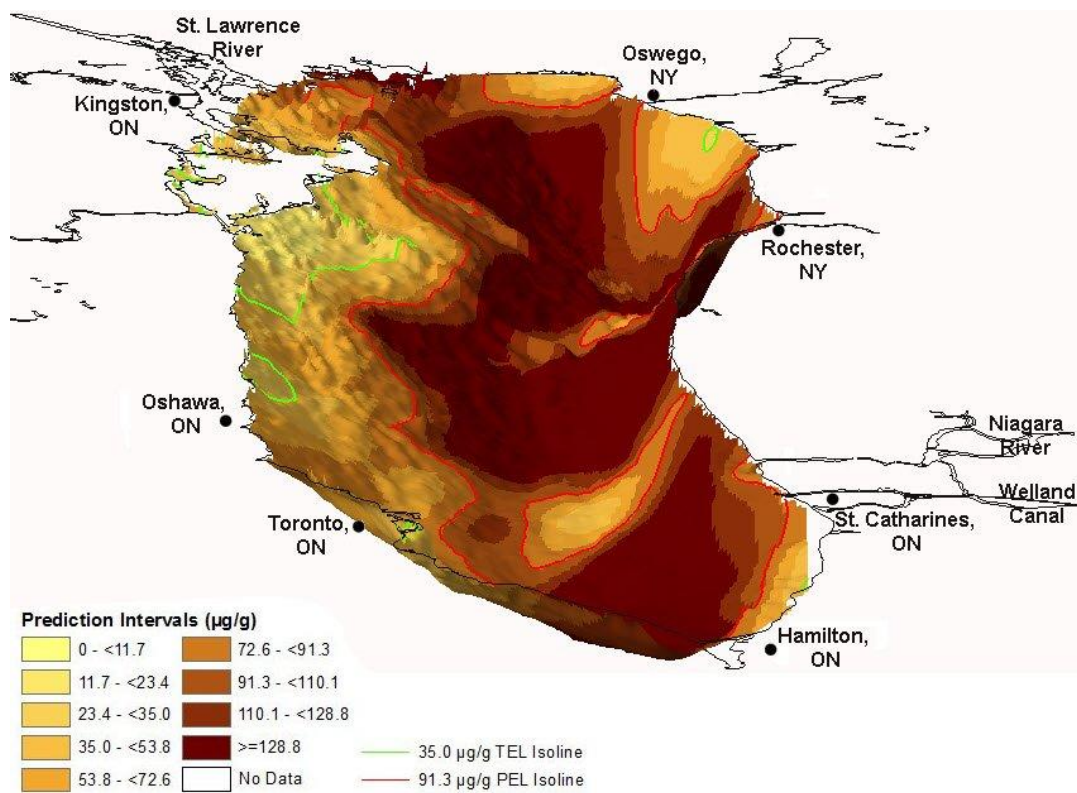 St. Lawrence
River
Oswego,
NY
Kingston,
ON
Rochester,
NY
Oshawa,
ON
Niagara
River
Welland
Canal
St. Catharines,
ON
Toronto,
ON
Hamilton,
ON
Prediction Intervals (µg/g)
0 - <11.7
11.7 - <23.4
23.4 - <35.0
35.0 - <53.8
53.8 - <72.6
72.6 - <91.3
91.3 - <110.1
110.1 - <128.8
>=128.8
No Data
35.0 µg/g TEL Isoline
91.3 µg/g PEL Isoline